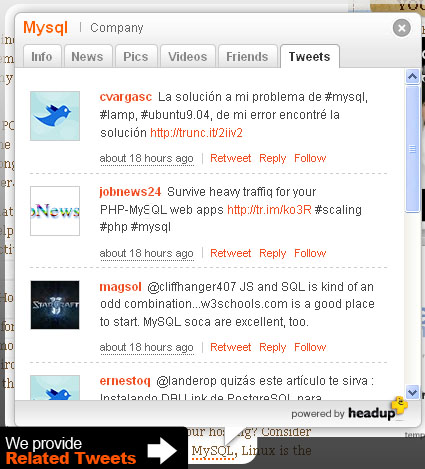 Mysql | Company
Info News Pics Videos Friends Tweets
cvargasc La solución a mi problema de #mysql,
#lamp, #ubuntu9.04, de mi error encontré la
solución http://trunc.it/2iiv2
about 18 hours ago | Retweet Reply Follow
jobnews24 Survive heavy traffiq for your
PHP-MySQL web apps http://tr.im/ko3R #scaling
#php #mysql
obNews
about 18 hours ago | Retweet Reply Follow
magsol @cliffhanger407 JS and SQL is kind of an
odd combination...w3schools.com is a good place
to start. MySQL soca are excellent, too.
STARCRAFT
about 18 hours ago | Retweet Reply Follow
ernestoq @landerop quizás este artículo te sirva :
Instalando DBI Link de PostgreSQL para
powered by headup
We provide
Related Tweets
your hosting? Consider
MySQL, Linux is the